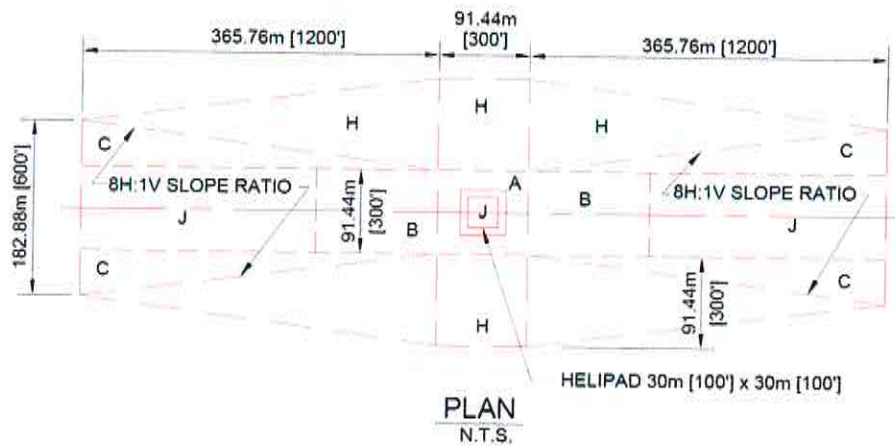 91.44m
365.76m [1200'] [300'] 365.76m [1200']
H
H H
C C
8H:1V SLOPE RATIO 8H:1V SLOPE RATIO
A
182.88m [600']
91.44m
[300']
B
J J J
B
C C
H
91.44m
[300']
HELIPAD 30m [100'] x 30m [100']
PLAN
N.T.S.